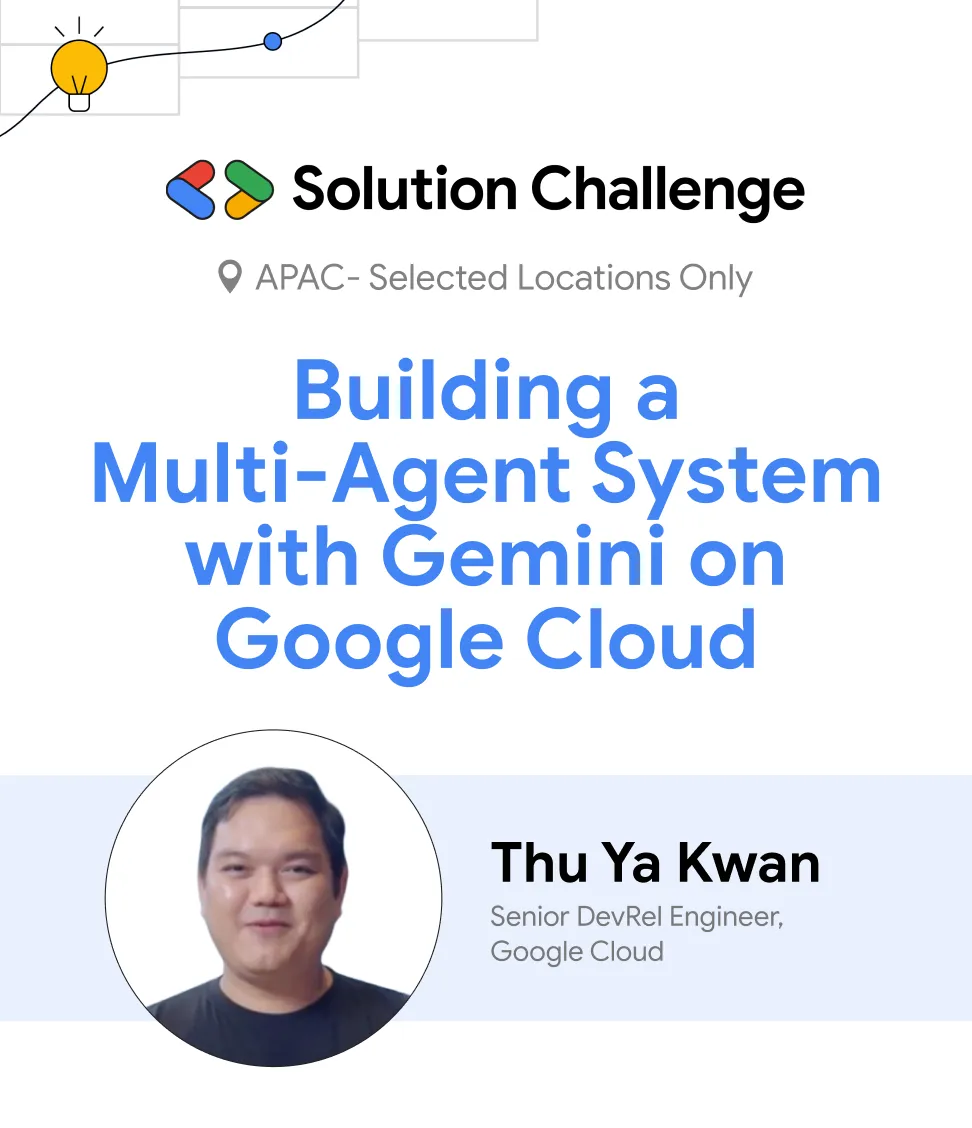 Solution Challenge
APAC- Selected Locations Only
Building a
Multi-Agent System
with Gemini on
Google Cloud
Thu Ya Kwan
Senior DevRel Engineer,
Google Cloud